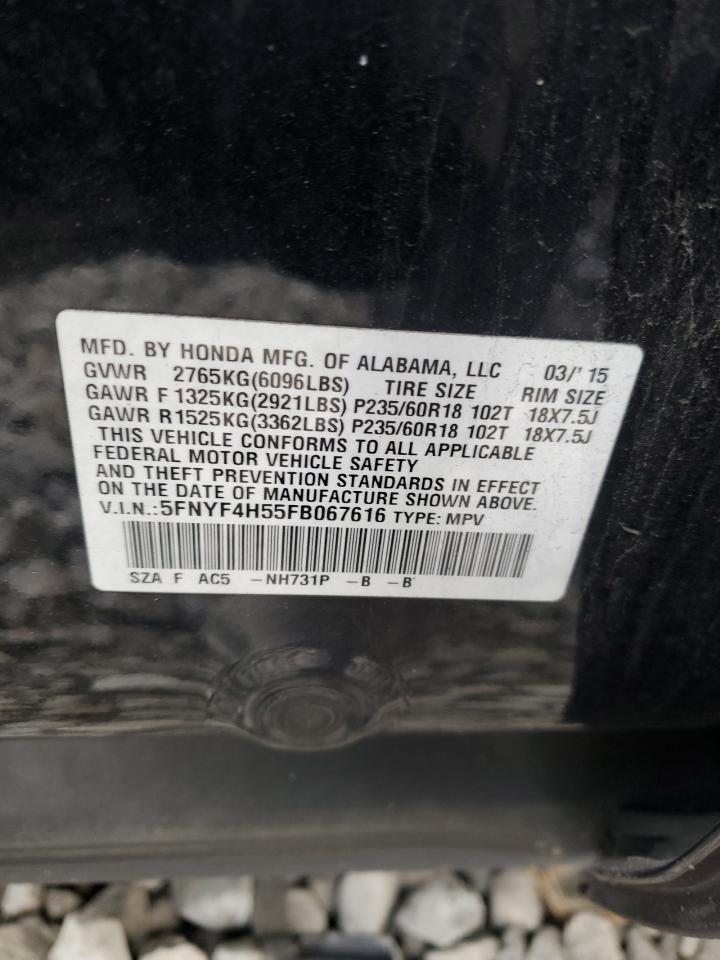 MFD. BY HONDA MFG. OF ALABAMA, LLC 03/'15
GVWR 2765KG(6096LBS) TIRE SIZE RIM SIZE
GAWR F 1325KG(2921LBS) P235/60R18 102T 18X7.5J
GAWR R 1525KG(3362LBS) P235/60R18 102T 18X7.5J
THIS VEHICLE CONFORMS TO ALL APPLICABLE
FEDERAL MOTOR VEHICLE SAFETY
AND THEFT PREVENTION STANDARDS IN EFFECT
ON THE DATE OF MANUFACTURE SHOWN ABOVE.
V.I.N.:5FNYF4H55FB067616 TYPE: MPV
SZA F AC5 -NH731P -B -B